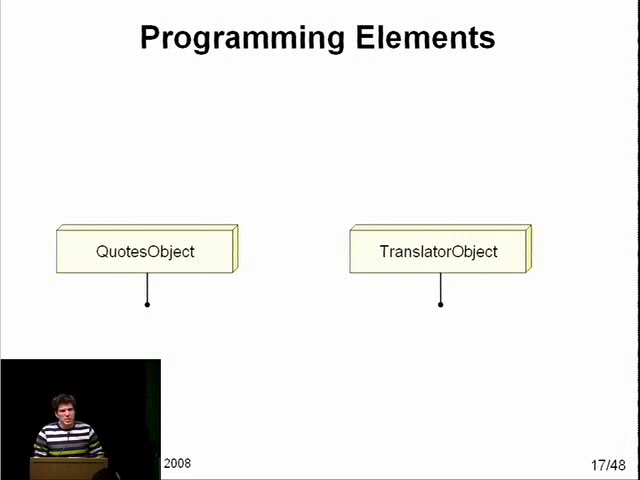 Programming Elements
QuotesObject
TranslatorObject
2008
17/48